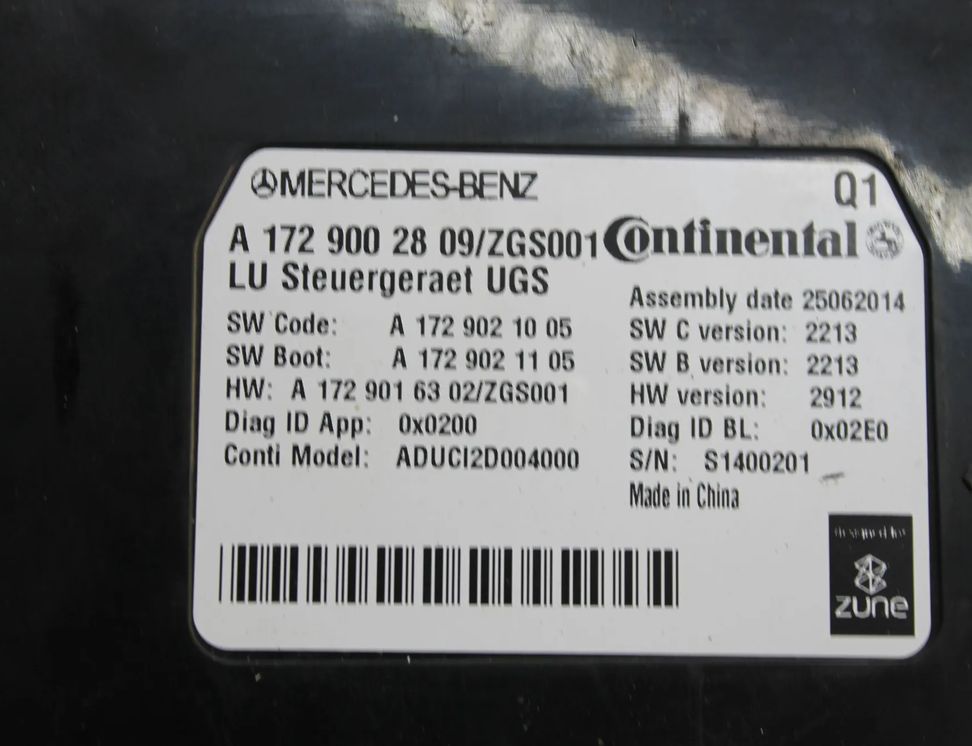 MERCEDES-BENZ
Q1
A 172 900 28 09/ZGS001
Continental
LU Steuergeraet UGS
Assembly date 25062014
SW Code: A 172 902 10 05
SW C version: 2213
SW Boot: A 172 902 11 05
SW B version: 2213
HW: A 172 901 63 02/ZGS001
HW version: 2912
Diag ID App: 0x0200
Diag ID BL: 0x02E0
Conti Model: ADUCI2D004000
S/N: S1400201
Made in China
designed by
zune